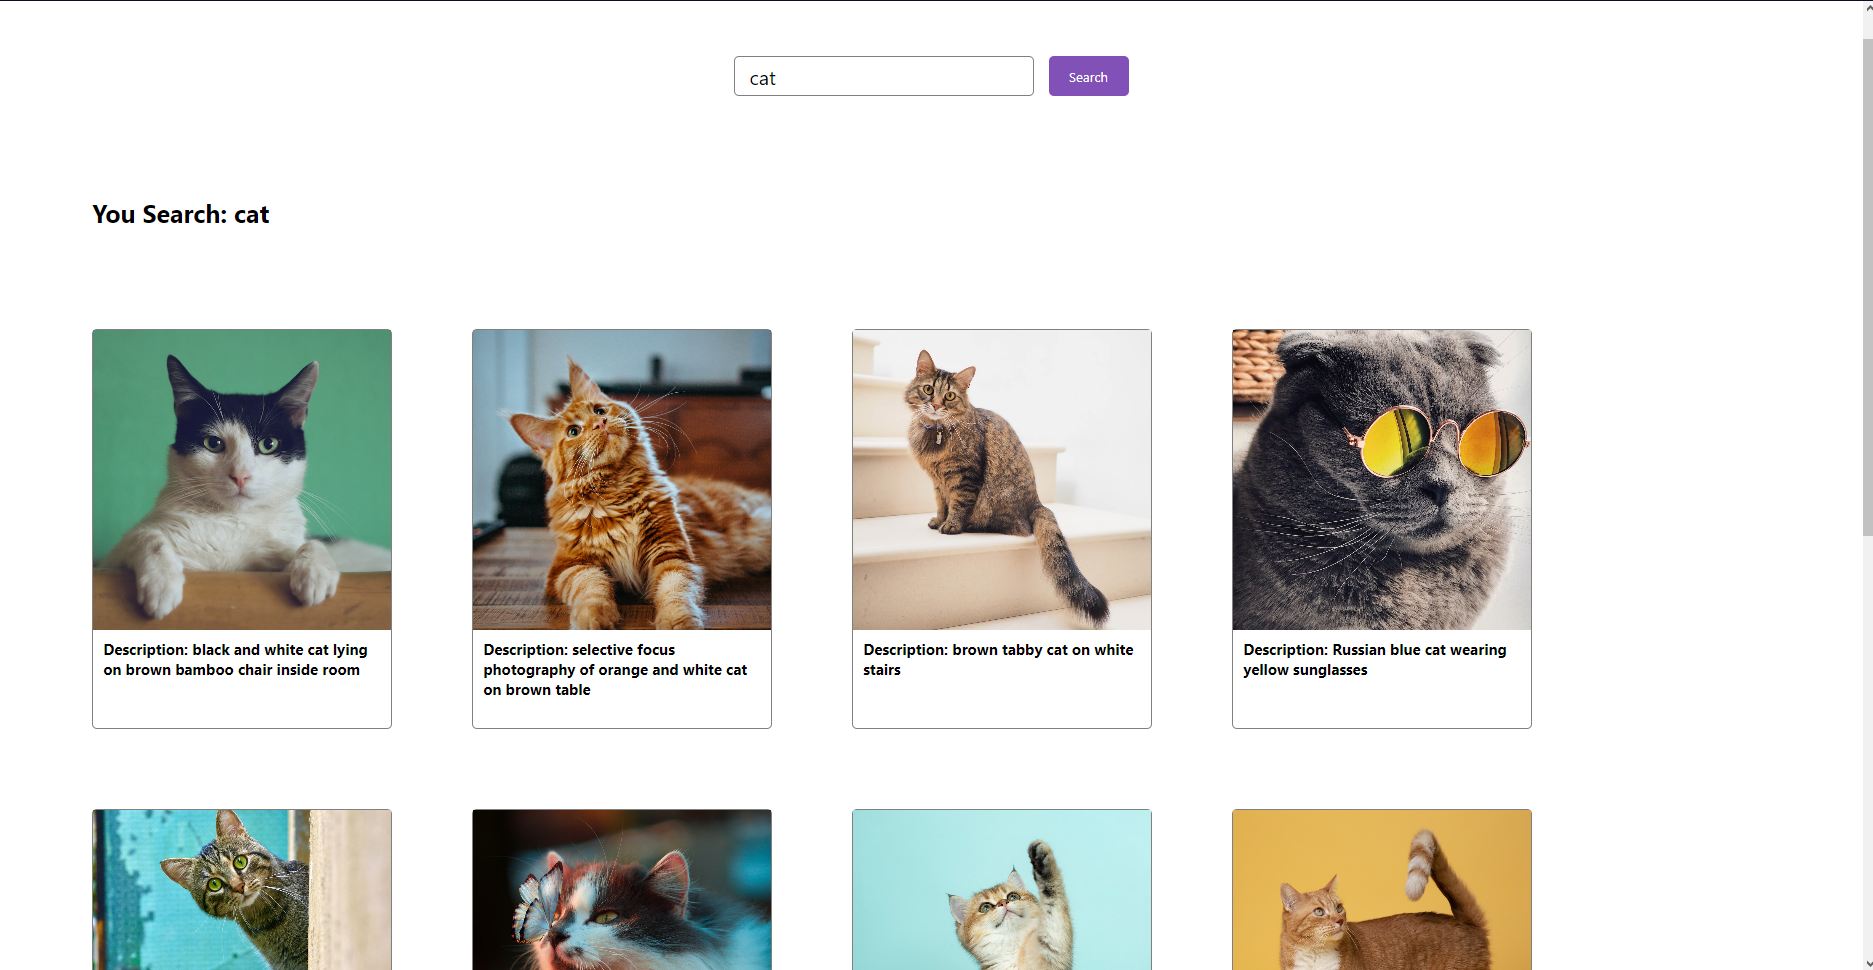 cat
Search
You Search: cat
Description: black and white cat lying
on brown bamboo chair inside room
Description: selective focus
photography of orange and white cat
on brown table
Description: brown tabby cat on white
stairs
Description: Russian blue cat wearing
yellow sunglasses